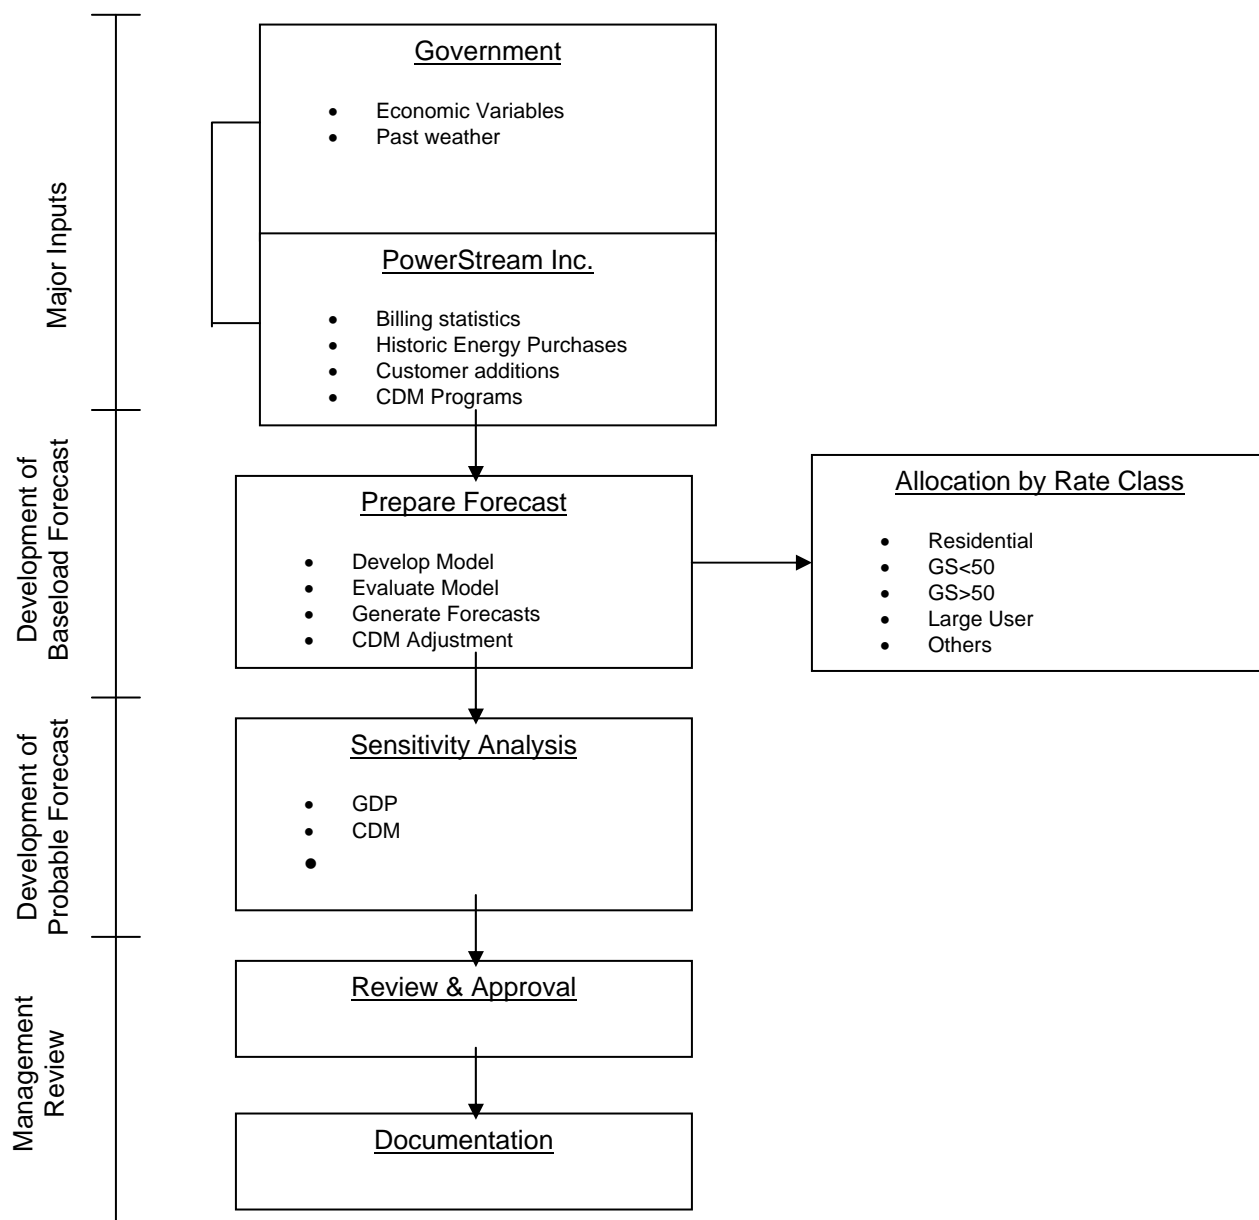 Major Inputs
Government
• Economic Variables
• Past weather
PowerStream Inc.
• Billing statistics
• Historic Energy Purchases
• Customer additions
• CDM Programs
Development of
Baseload Forecast
Prepare Forecast
• Develop Model
• Evaluate Model
• Generate Forecasts
• CDM Adjustment
Allocation by Rate Class
• Residential
• GS<50
• GS>50
• Large User
• Others
Development of
Probable Forecast
Sensitivity Analysis
• GDP
• CDM
•
Management
Review
Review & Approval
Documentation